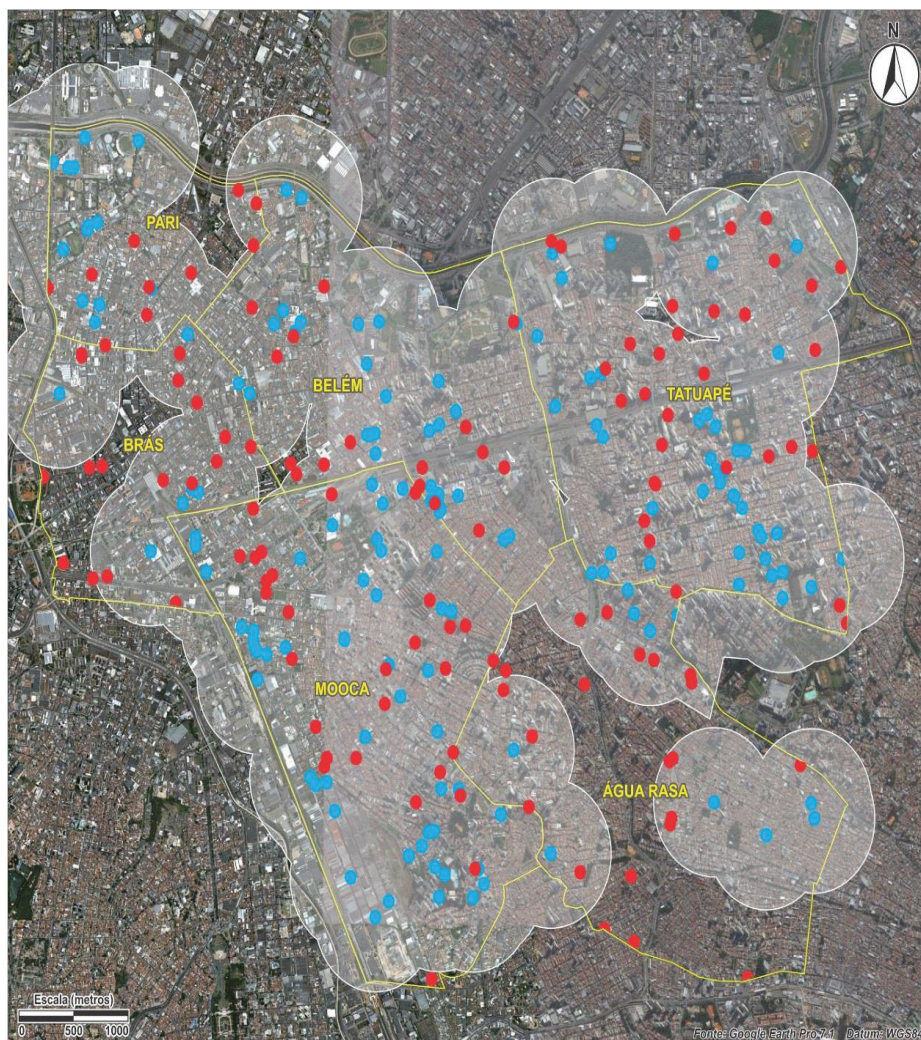 N
PARI
BELÉM
TATUAPÉ
BRÁS
MOOCA
ÁGUA RASA
Escala (metros)
0 500 1000
Fonte: Google Earth Pro 7.1 Datum: WGS84